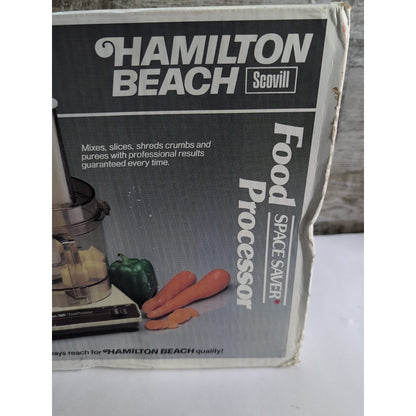 HAMILTON
BEACH Scovill
Mixes, slices, shreds crumbs and
purees with professional results
guaranteed every time.
Food
SPACE SAVER
Processor
reach for HAMILTON BEACH quality!